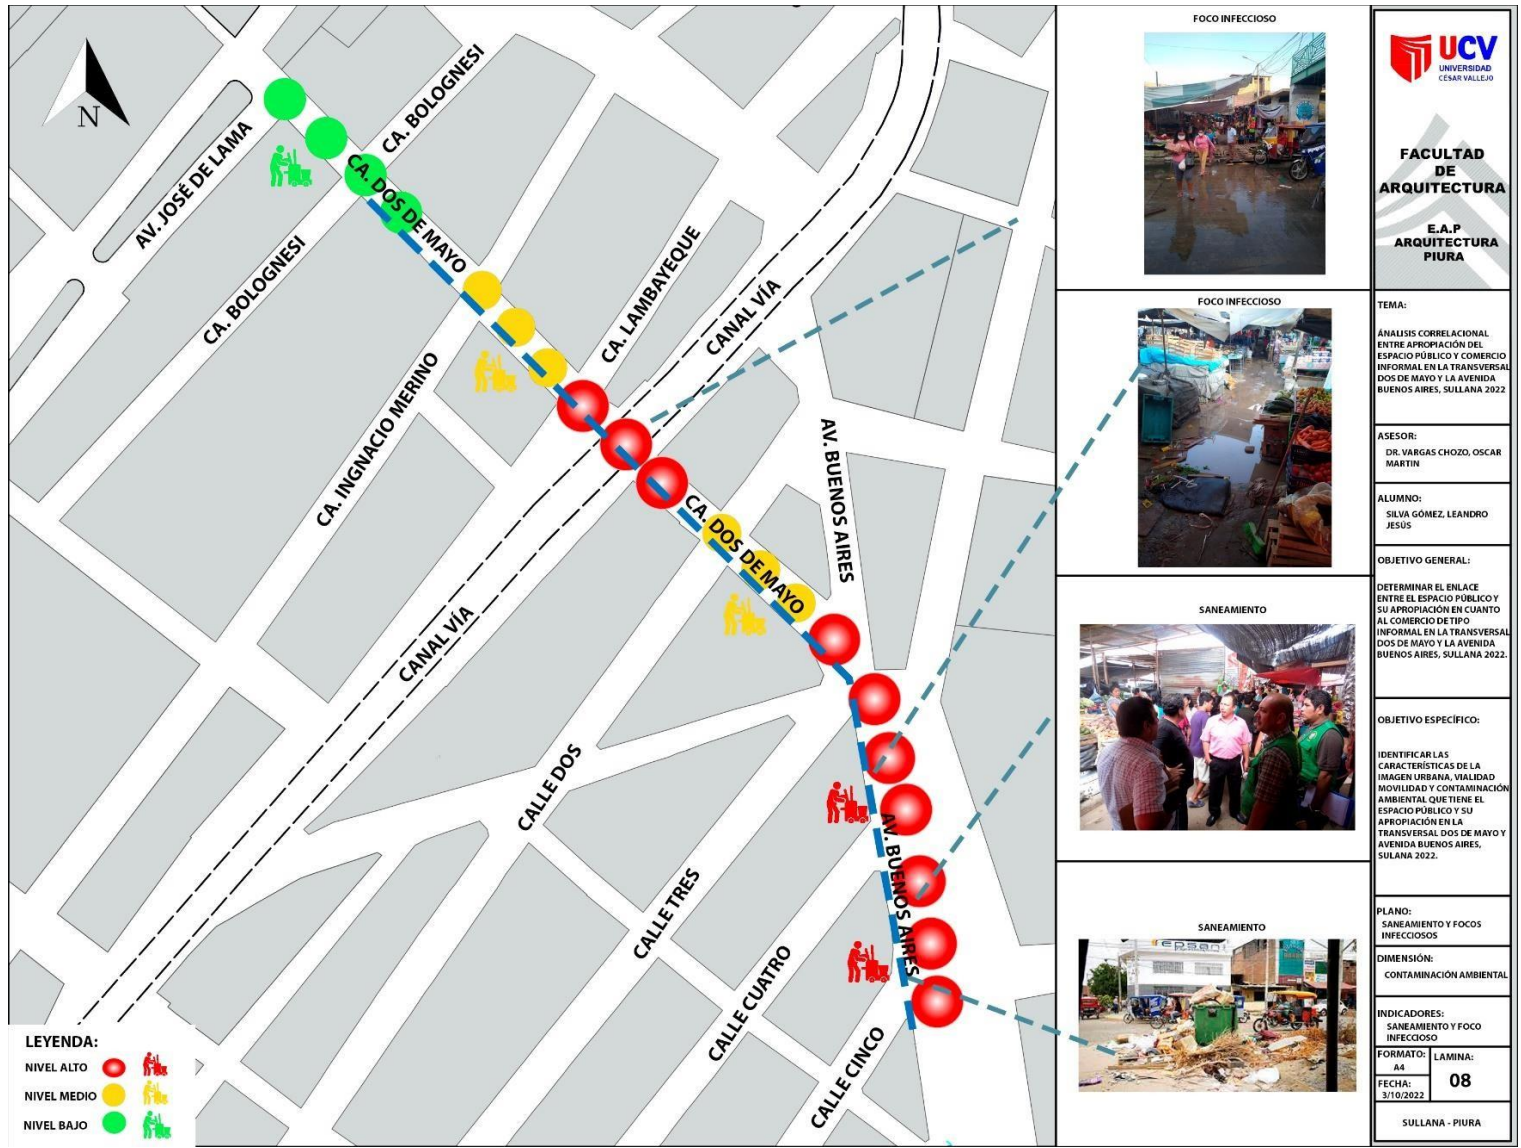 N
AV. JOSÉ DE LAMA
CA. BOLOGNESI
CA. BOLOGNESI
CA. DOS DE MAYO
CA. INGNACIO MERINO
CA. LAMBAYEQUE
CANAL VÍA
CANAL VÍA
CA. DOS DE MAYO
AV. BUENOS AIRES
AV. BUENOS AIRES
CALLE DOS
CALLE TRES
CALLE CUATRO
CALLE CINCO
LEYENDA:
NIVEL ALTO
NIVEL MEDIO
NIVEL BAJO
FOCO INFECCIOSO
FOCO INFECCIOSO
SANEAMIENTO
SANEAMIENTO
epsani
UCV
UNIVERSIDAD
CÉSAR VALLEJO
FACULTAD
DE
ARQUITECTURA
E.A.P
ARQUITECTURA
PIURA
TEMA:
ÁNALISIS CORRELACIONAL
ENTRE APROPIACIÓN DEL
ESPACIO PÚBLICO Y COMERCIO
INFORMAL EN LA TRANSVERSAL
DOS DE MAYO Y LA AVENIDA
BUENOS AIRES, SULLANA 2022
ASESOR:
DR. VARGAS CHOZO, OSCAR
MARTIN
ALUMNO:
SILVA GÓMEZ, LEANDRO
JESÚS
OBJETIVO GENERAL:
DETERMINAR EL ENLACE
ENTRE EL ESPACIO PÚBLICO Y
SU APROPIACIÓN EN CUANTO
AL COMERCIO DE TIPO
INFORMAL EN LA TRANSVERSAL
DOS DE MAYO Y LA AVENIDA
BUENOS AIRES, SULLANA 2022.
OBJETIVO ESPECÍFICO:
IDENTIFICAR LAS
CARACTERÍSTICAS DE LA
IMAGEN URBANA, VIALIDAD
MOVILIDAD Y CONTAMINACIÓN
AMBIENTAL QUE TIENE EL
ESPACIO PÚBLICO Y SU
APROPIACIÓN EN LA
TRANSVERSAL DOS DE MAYO Y
AVENIDA BUENOS AIRES,
SULANA 2022.
PLANO:
SANEAMIENTO Y FOCOS
INFECCIOSOS
DIMENSIÓN:
CONTAMINACIÓN AMBIENTAL
INDICADORES:
SANEAMIENTO Y FOCO
INFECCIOSO
FORMATO:
A4
LAMINA:
08
FECHA:
3/10/2022
SULLANA - PIURA